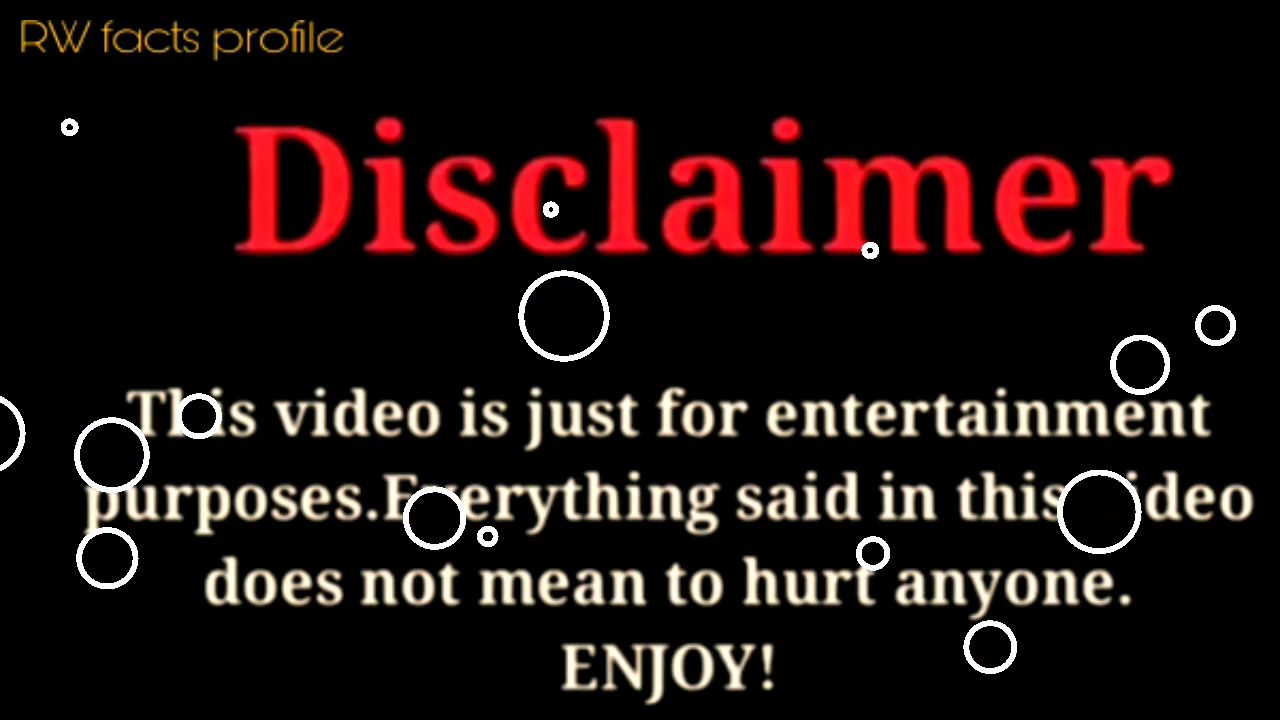 RW facts profile
Disclaimer
This video is just for entertainment
purposes.Everything said in this video
does not mean to hurt anyone.
ENJOY!